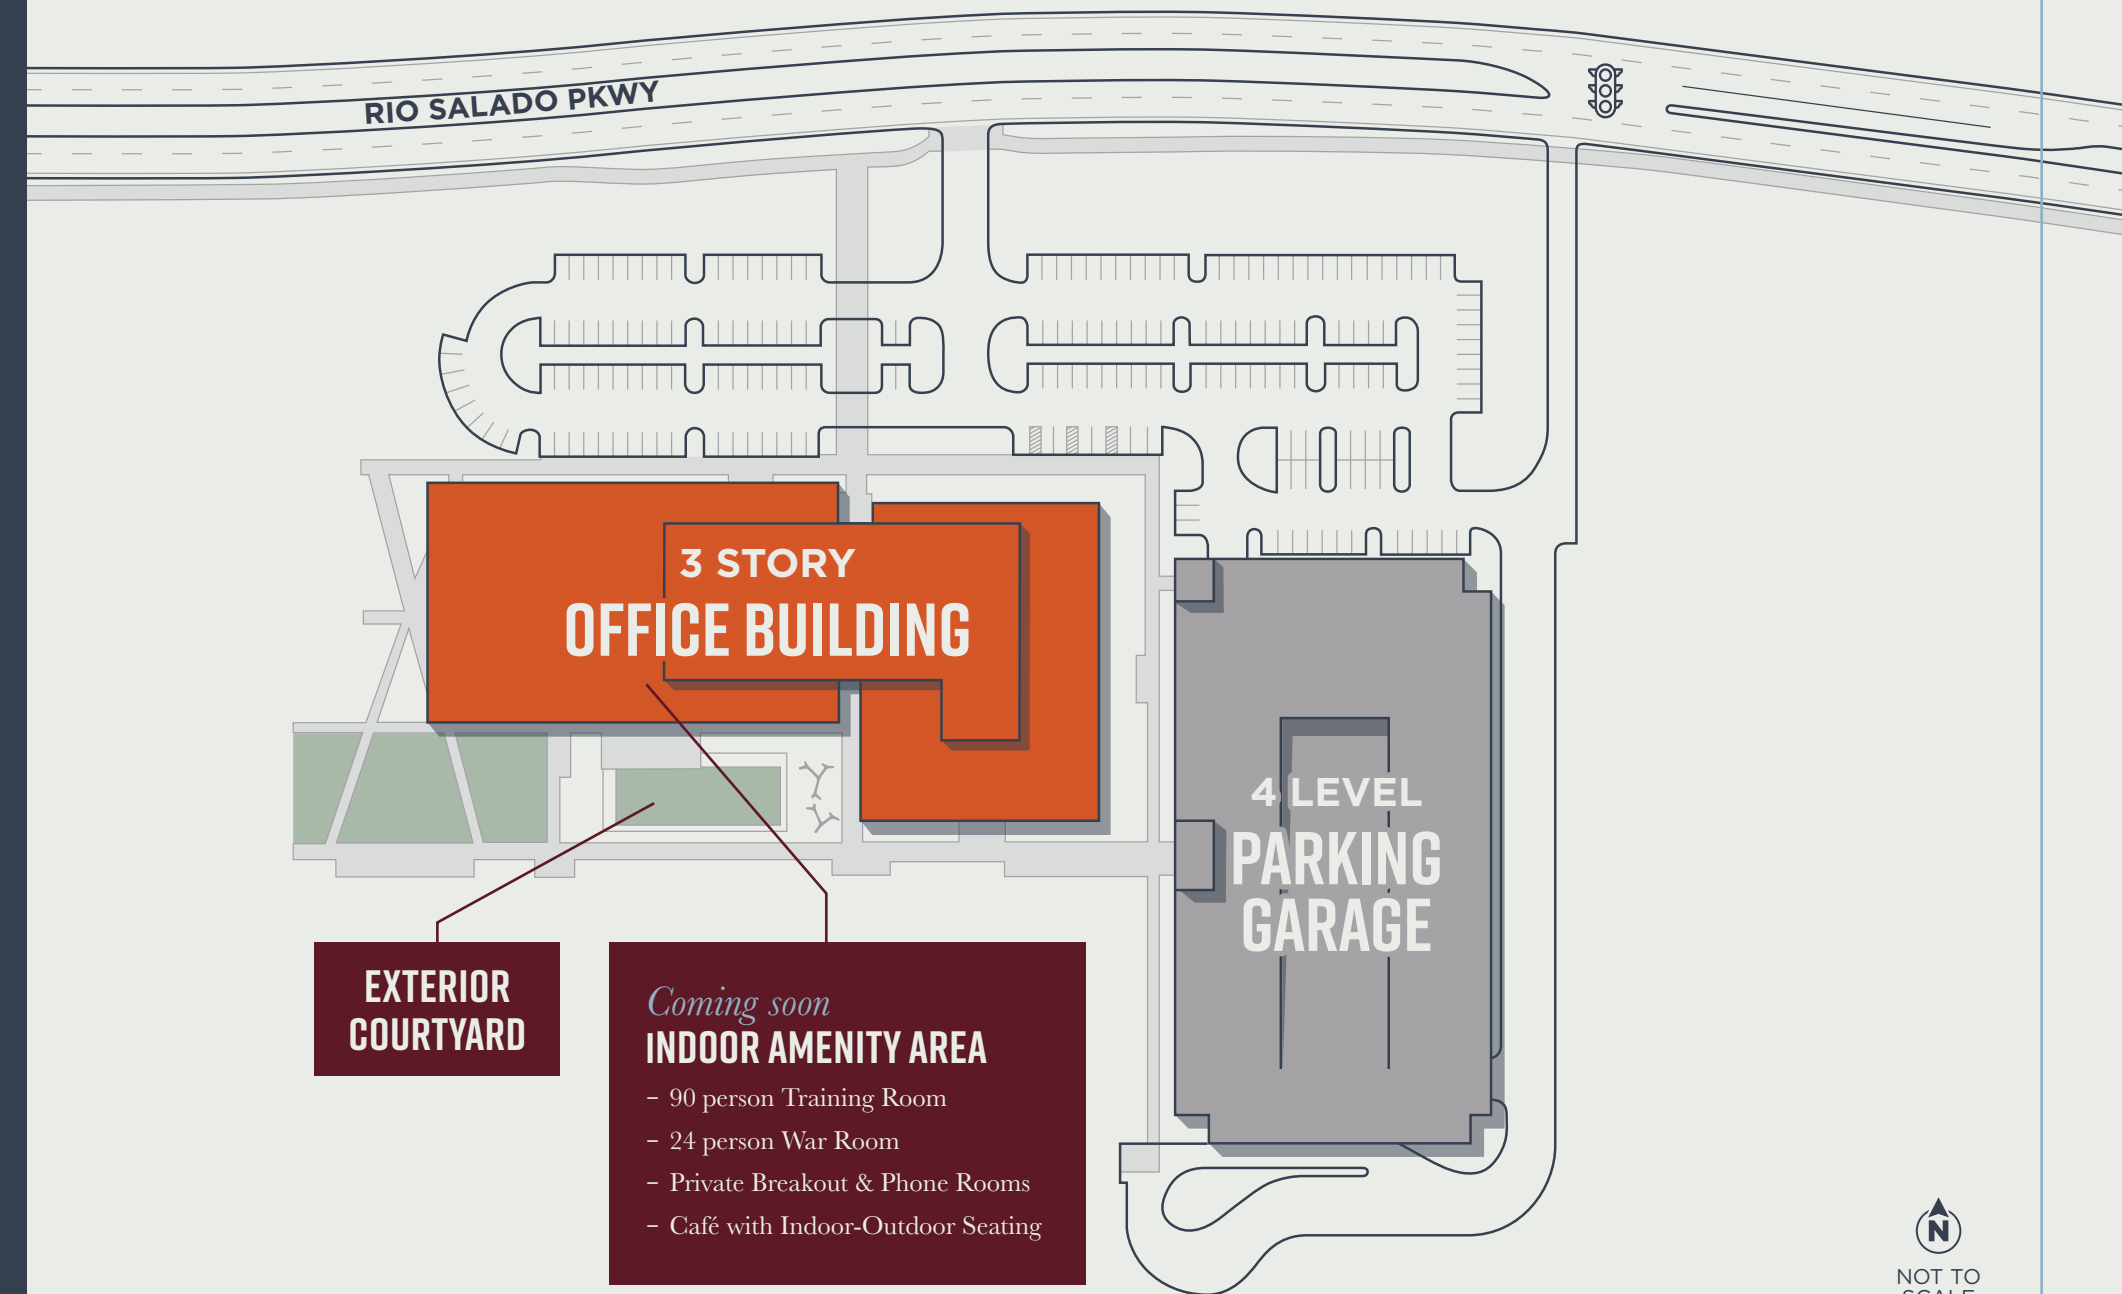 RIO SALADO PKWY
3 STORY
OFFICE BUILDING
4 LEVEL
PARKING
GARAGE
EXTERIOR
COURTYARD
Coming soon
INDOOR AMENITY AREA
– 90 person Training Room
– 24 person War Room
– Private Breakout & Phone Rooms
– Café with Indoor-Outdoor Seating
N
NOT TO
SCALE